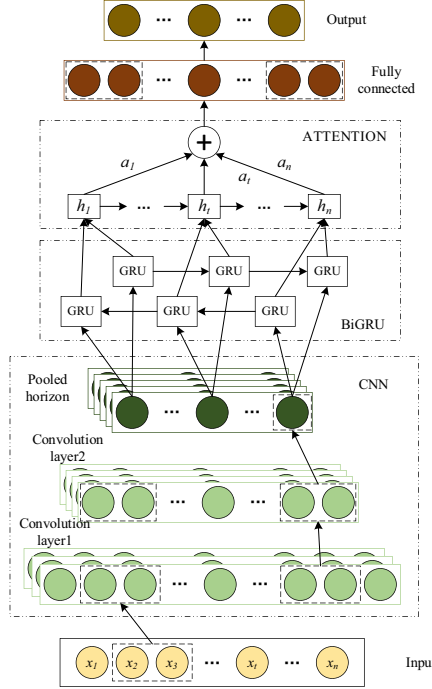 ... ... Output
... ... Fully
connected
ATTENTION
+
a1 at an
h1 ... ht ... hn
GRU GRU GRU
GRU GRU GRU
BiGRU
Pooled
horizon
CNN
... ...
Convolution
layer2
... ...
Convolution
layer1
... ...
x1 x2 x3 ... xt ... xn Input